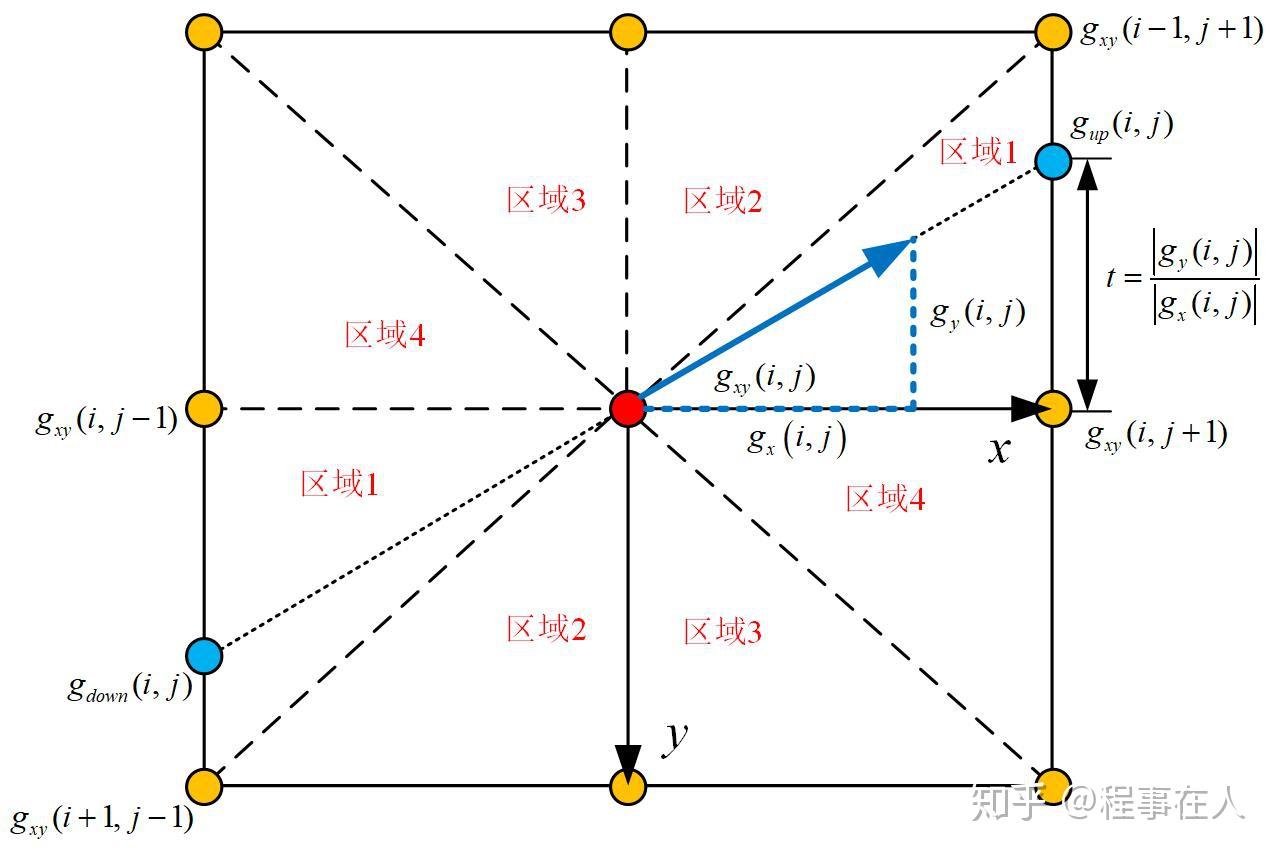 g_{xy}(i-1, j+1)
g_{up}(i, j)
区域1
区域3
区域2
t = \frac{|g_y(i, j)|}{|g_x(i, j)|}
区域4
g_y(i, j)
g_{xy}(i, j)
g_{xy}(i, j-1)
g_x(i, j)
x
g_{xy}(i, j+1)
区域1
区域4
区域2
区域3
g_{down}(i, j)
y
知乎 @程事在人
g_{xy}(i+1, j-1)